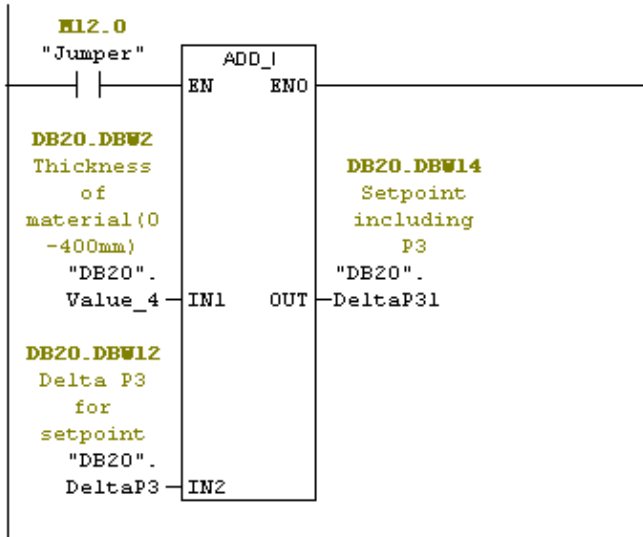 M12.0
"Jumper"
ADD_I
EN ENO
DB20.DBW2
Thickness
of
material(0
-400mm)
"DB20".
Value_4
IN1
DB20.DBW14
Setpoint
including
P3
"DB20".
OUT
DeltaP31
DB20.DBW12
Delta P3
for
setpoint
"DB20".
DeltaP3
IN2